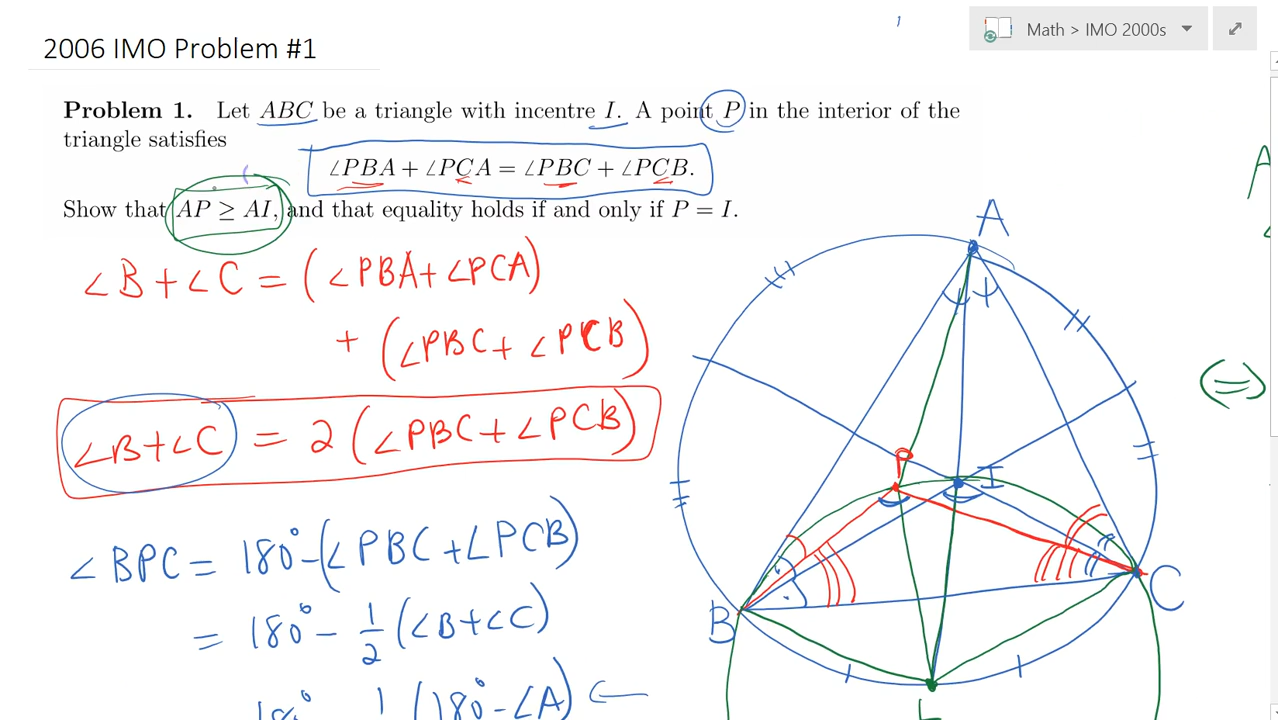 Math > IMO 2000s
2006 IMO Problem #1
Problem 1. Let ABC be a triangle with incentre I. A point P in the interior of the
triangle satisfies
∠PBA + ∠PCA = ∠PBC + ∠PCB.
Show that AP ≥ AI, and that equality holds if and only if P = I.
∠B + ∠C = (∠PBA + ∠PCA)
+ (∠PBC + ∠PCB)
∠B + ∠C = 2 (∠PBC + ∠PCB)
∠BPC = 180° - (∠PBC + ∠PCB)
= 180° - 1/2 (∠B + ∠C)
(180° - ∠A) ←
A
P
I
B
C
A
⇔